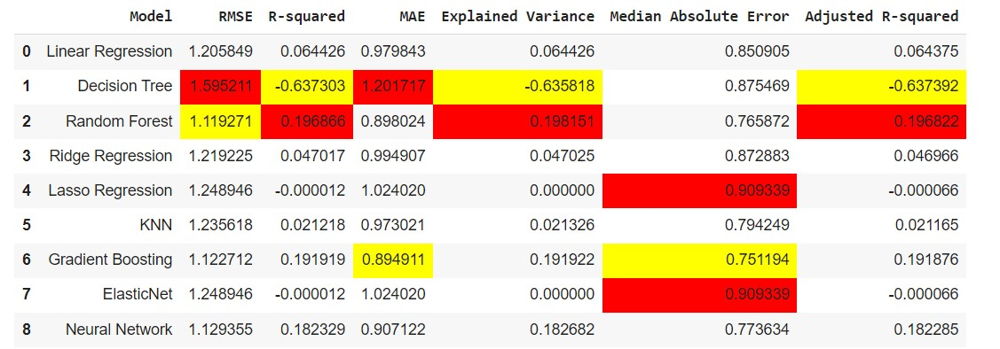 Model RMSE R-squared MAE Explained Variance Median Absolute Error Adjusted R-squared
0 Linear Regression 1.205849 0.064426 0.979843 0.064426 0.850905 0.064375
1 Decision Tree 1.595211 -0.637303 1.201717 -0.635818 0.875469 -0.637392
2 Random Forest 1.119271 0.196866 0.898024 0.198151 0.765872 0.196822
3 Ridge Regression 1.219225 0.047017 0.994907 0.047025 0.872883 0.046966
4 Lasso Regression 1.248946 -0.000012 1.024020 0.000000 0.909339 -0.000066
5 KNN 1.235618 0.021218 0.973021 0.021326 0.794249 0.021165
6 Gradient Boosting 1.122712 0.191919 0.894911 0.191922 0.751194 0.191876
7 ElasticNet 1.248946 -0.000012 1.024020 0.000000 0.909339 -0.000066
8 Neural Network 1.129355 0.182329 0.907122 0.182682 0.773634 0.182285